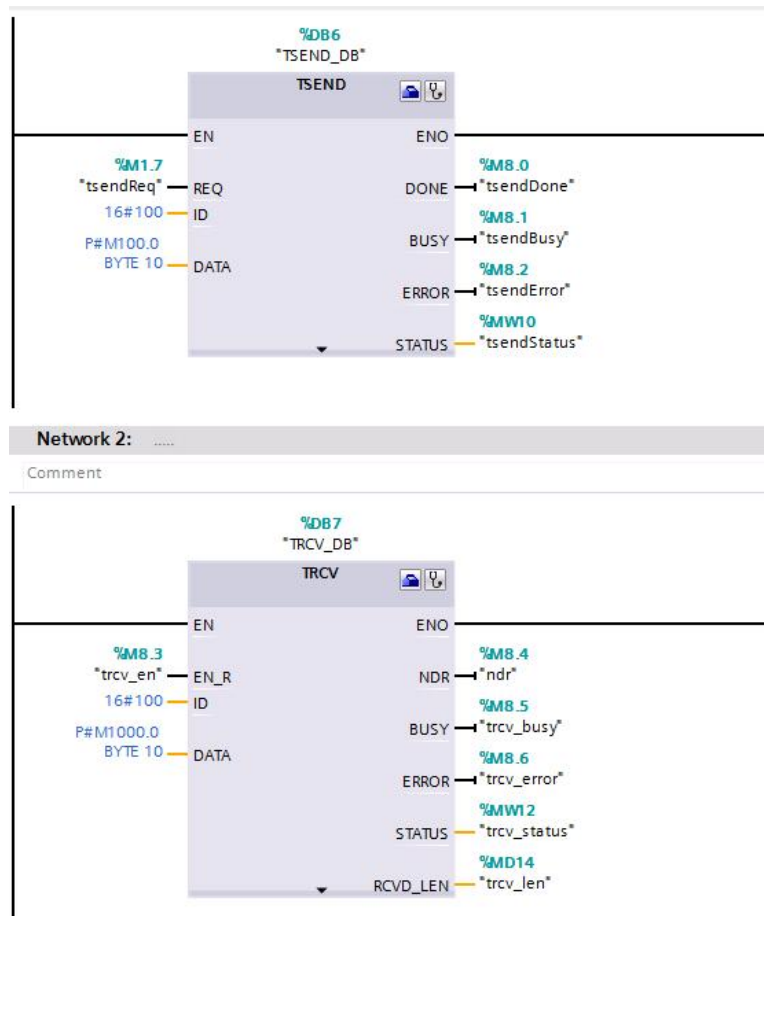 %DB6
"TSEND_DB"
TSEND
EN ENO
%M1.7 %M8.0
"tsendReq" REQ DONE "tsendDone"
16#100 ID %M8.1
P#M100.0 BUSY "tsendBusy"
BYTE 10 DATA %M8.2
ERROR "tsendError"
%MW10
STATUS "tsendStatus"
Network 2: .....
Comment
%DB7
"TRCV_DB"
TRCV
EN ENO
%M8.3 %M8.4
"trcv_en" EN_R NDR "ndr"
16#100 ID %M8.5
P#M1000.0 BUSY "trcv_busy"
BYTE 10 DATA %M8.6
ERROR "trcv_error"
%MW12
STATUS "trcv_status"
%MD14
RCVD_LEN "trcv_len"